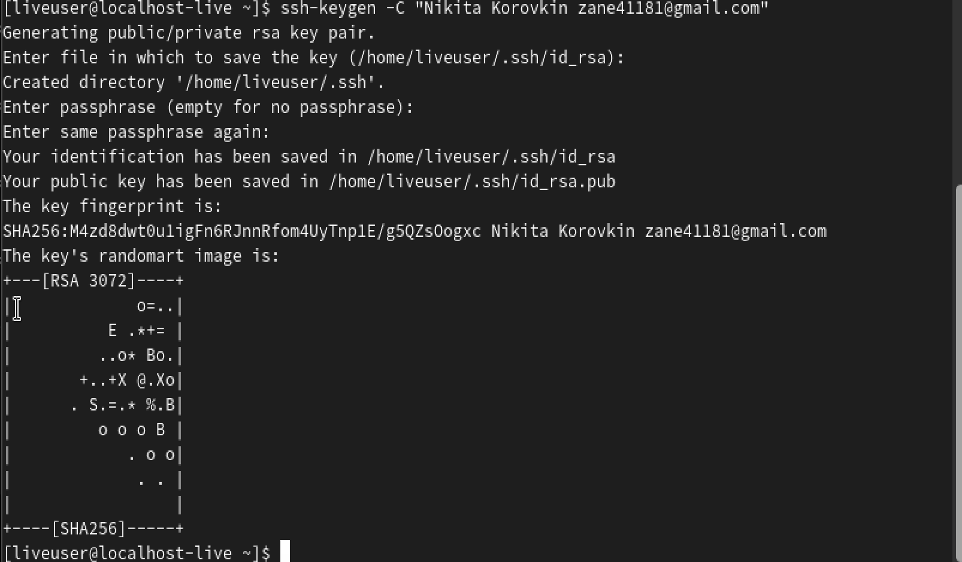 [liveuser@localhost-live ~]$ ssh-keygen -C "Nikita Korovkin zane41181@gmail.com"
Generating public/private rsa key pair.
Enter file in which to save the key (/home/liveuser/.ssh/id_rsa):
Created directory '/home/liveuser/.ssh'.
Enter passphrase (empty for no passphrase):
Enter same passphrase again:
Your identification has been saved in /home/liveuser/.ssh/id_rsa
Your public key has been saved in /home/liveuser/.ssh/id_rsa.pub
The key fingerprint is:
SHA256:M4zd8dwt0u1igFn6RJnnRfom4UyTnp1E/g5QZsOogxc Nikita Korovkin zane41181@gmail.com
The key's randomart image is:
+---[RSA 3072]----+
|             o=..|
|          E .*+= |
|         ..o* Bo.|
|       +..+X @.Xo|
|      . S.=.* %.B|
|         o o o B |
|            . o o|
|             . . |
|                 |
+----[SHA256]-----+
[liveuser@localhost-live ~]$